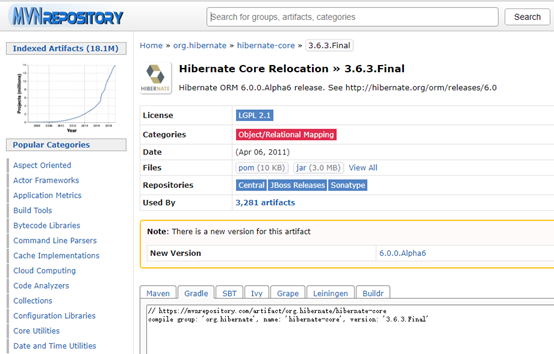 MVNREPOSITORY
Search for groups, artifacts, categories
Search
Indexed Artifacts (18.1M)
Projects (millions)
Year
Popular Categories
Aspect Oriented
Actor Frameworks
Application Metrics
Build Tools
Bytecode Libraries
Command Line Parsers
Cache Implementations
Cloud Computing
Code Analyzers
Collections
Configuration Libraries
Core Utilities
Date and Time Utilities
Home » org.hibernate » hibernate-core » 3.6.3.Final
HIBERNATE
Hibernate Core Relocation » 3.6.3.Final
Hibernate ORM 6.0.0.Alpha6 release. See http://hibernate.org/orm/releases/6.0
License LGPL 2.1
Categories Object/Relational Mapping
Date (Apr 06, 2011)
Files pom (10 KB) jar (3.0 MB) View All
Repositories Central JBoss Releases Sonatype
Used By 3,281 artifacts
Note: There is a new version for this artifact
New Version 6.0.0.Alpha6
Maven Gradle SBT Ivy Grape Leiningen Buildr
// https://mvnrepository.com/artifact/org.hibernate/hibernate-core
compile group: 'org.hibernate', name: 'hibernate-core', version: '3.6.3.Final'